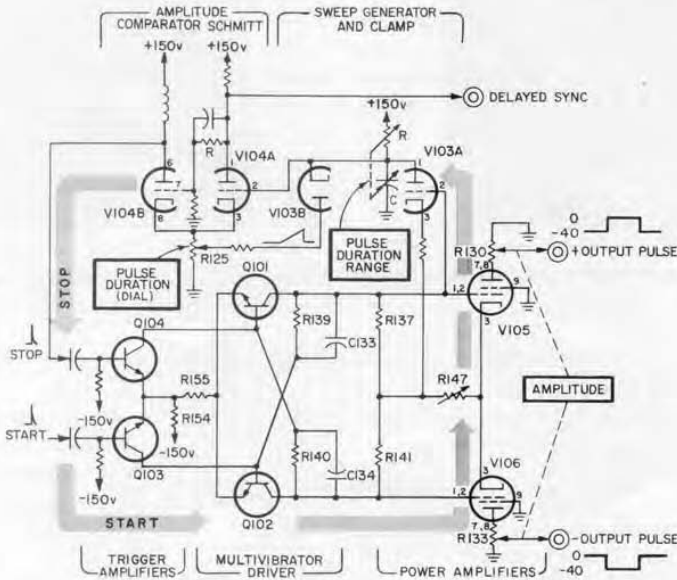 AMPLITUDE
COMPARATOR SCHMITT
SWEEP GENERATOR
AND CLAMP
+150v
+150v
DELAYED SYNC
+150v
R
R
C
V104A
V103A
6
7
8
1
2
3
1
2
3
V104B
V103B
R125
PULSE
DURATION
(DIAL)
PULSE
DURATION
RANGE
0
-40
R130
+OUTPUT PULSE
7,8
1,2
9
3
V105
STOP
Q101
Q104
STOP
R139
C133
R137
R155
R147
AMPLITUDE
-150v
R154
START
-150v
-150v
Q103
R140
C134
R141
V106
3
1,2
9
7,8
START
Q102
R133
-OUTPUT PULSE
0
-40
TRIGGER
AMPLIFIERS
MULTIVIBRATOR
DRIVER
POWER AMPLIFIERS